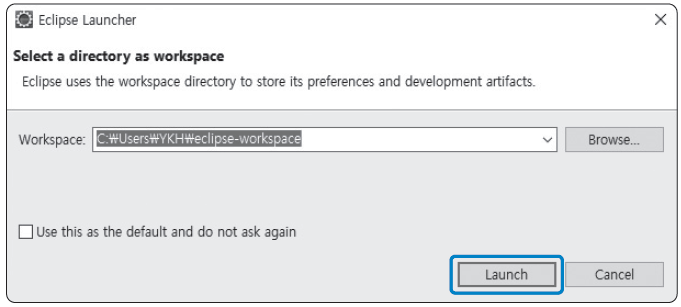 Eclipse Launcher
Select a directory as workspace
Eclipse uses the workspace directory to store its preferences and development artifacts.
Workspace: C:₩Users₩YKH₩eclipse-workspace Browse...
Use this as the default and do not ask again
Launch Cancel